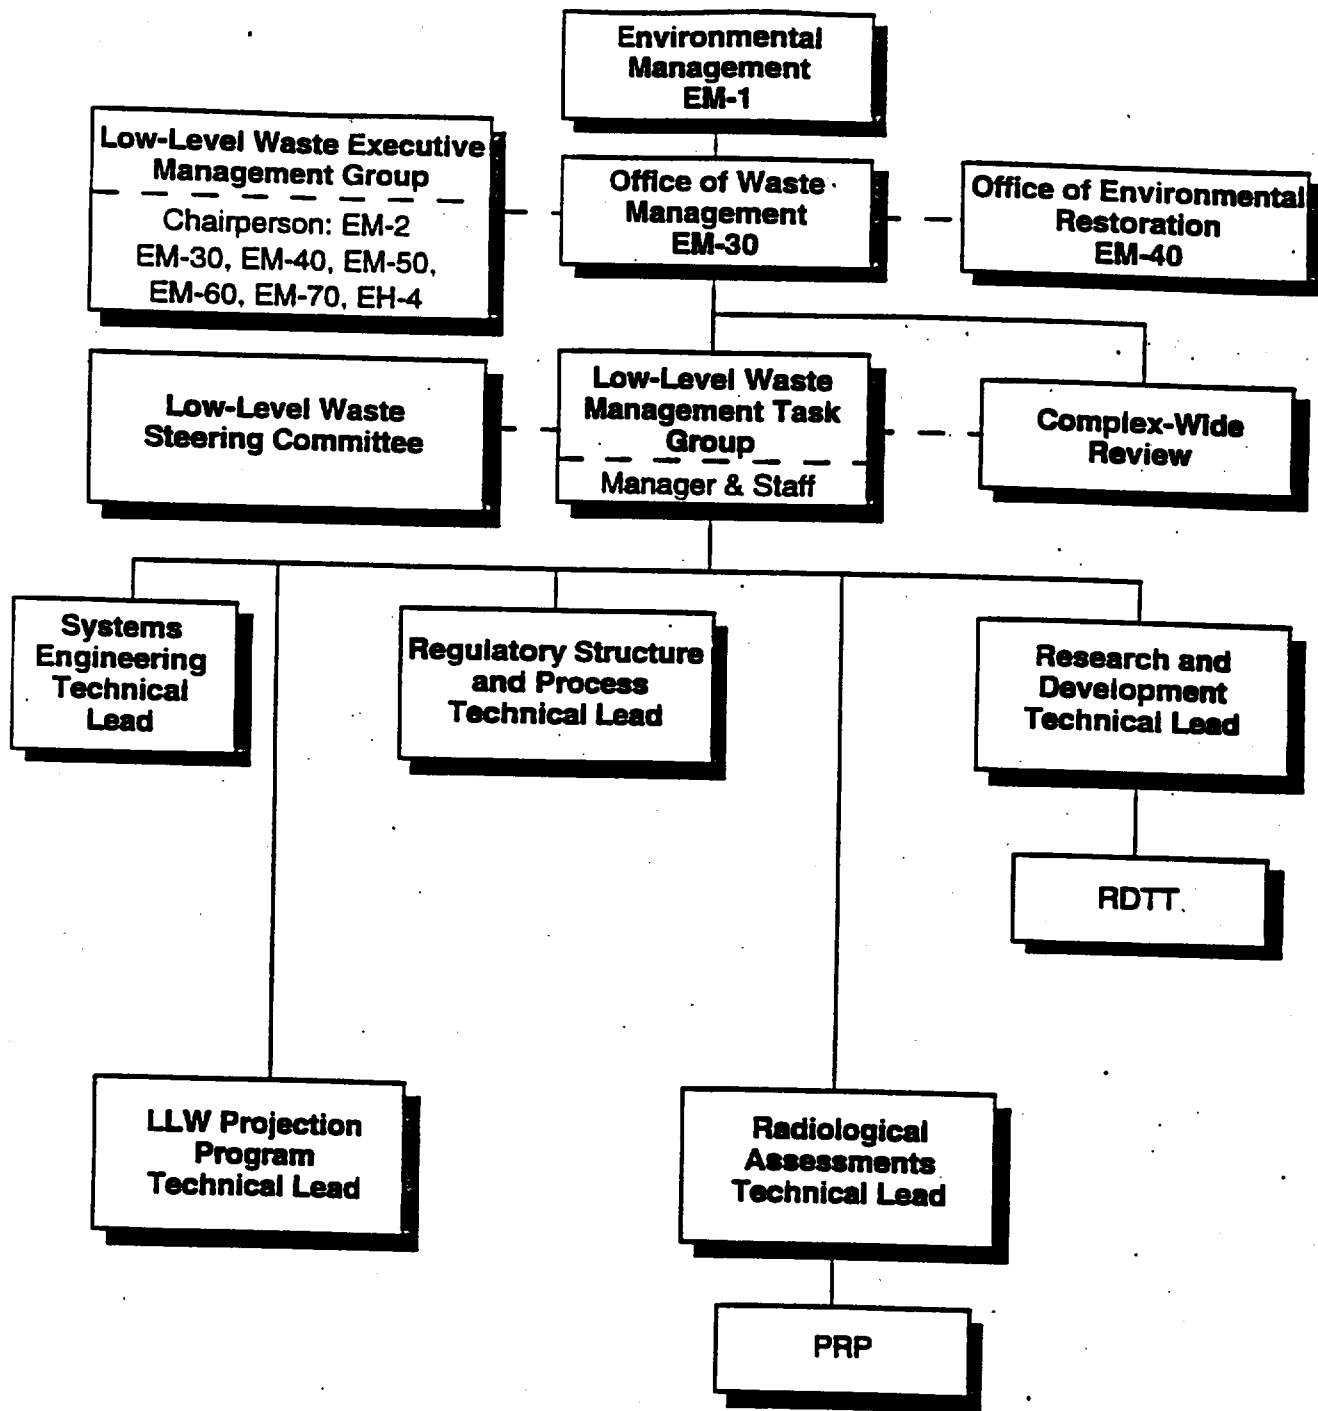 Environmental
Management
EM-1
Low-Level Waste Executive
Management Group
Chairperson: EM-2
EM-30, EM-40, EM-50,
EM-60, EM-70, EH-4
Office of Waste
Management
EM-30
Office of Environmental
Restoration
EM-40
Low-Level Waste
Steering Committee
Low-Level Waste
Management Task
Group
Manager & Staff
Complex-Wide
Review
Systems
Engineering
Technical
Lead
Regulatory Structure
and Process
Technical Lead
Research and
Development
Technical Lead
RDTT
LLW Projection
Program
Technical Lead
Radiological
Assessments
Technical Lead
PRP